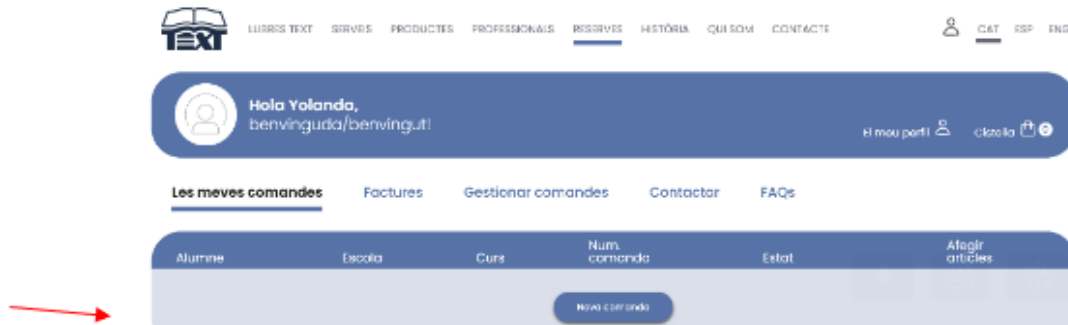 TEXT
LLIBRES TEXT SERVEIS PRODUCTES PROFESSIONALS RESERVES HISTÒRIA QUI SOM CONTACTE CAT ESP ENG
Hola Yolanda,
benvinguda/benvingut!
El meu perfil Cistella 0
Les meves comandes Factures Gestionar comandes Contactar FAQs
Alumne Escola Curs Num. comanda Estat Afegir articles
Nova comanda